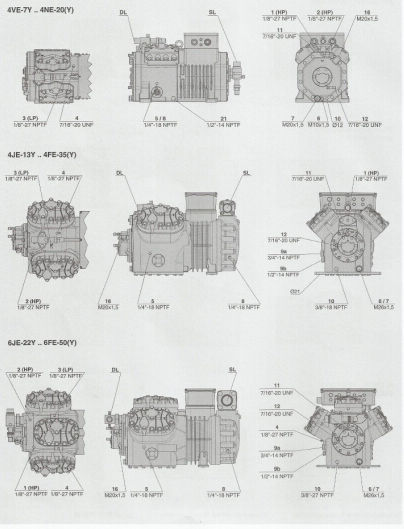 4VE-7Y .. 4NE-20(Y)
DL
SL
1 (HP)
1/8"-27 NPTF
2 (HP)
1/8"-27 NPTF
16
M20x1,5
11
7/16"-20 UNF
3 (LP)
1/8"-27 NPTF
4
7/16"-20 UNF
5 / 6
1/4"-18 NPTF
21
1/2"-14 NPTF
7
M20x1,5
6
M10x1,5
10
Ø12
12
7/16"-20 UNF
4JE-13Y .. 4FE-35(Y)
3 (LP)
1/8"-27 NPTF
4
1/8"-27 NPTF
DL
SL
11
7/16"-20 UNF
1 (HP)
1/8"-27 NPTF
12
7/16"-20 UNF
9a
3/4"-14 NPTF
9b
1/2"-14 NPTF
Ø21
2 (HP)
1/8"-27 NPTF
16
M20x1,5
5
1/4"-18 NPTF
8
1/4"-18 NPTF
10
3/8"-18 NPTF
6 / 7
M26x1,5
6JE-22Y .. 6FE-50(Y)
2 (HP)
1/8"-27 NPTF
3 (LP)
1/8"-27 NPTF
DL
SL
11
7/16"-20 UNF
12
7/16"-20 UNF
4
1/8"-27 NPTF
9a
3/4"-14 NPTF
9b
1/2"-14 NPTF
1 (HP)
1/8"-27 NPTF
4
1/8"-27 NPTF
16
M20x1,5
5
1/4"-18 NPTF
8
1/4"-18 NPTF
10
3/8"-27 NPTF
6 / 7
M26x1,5